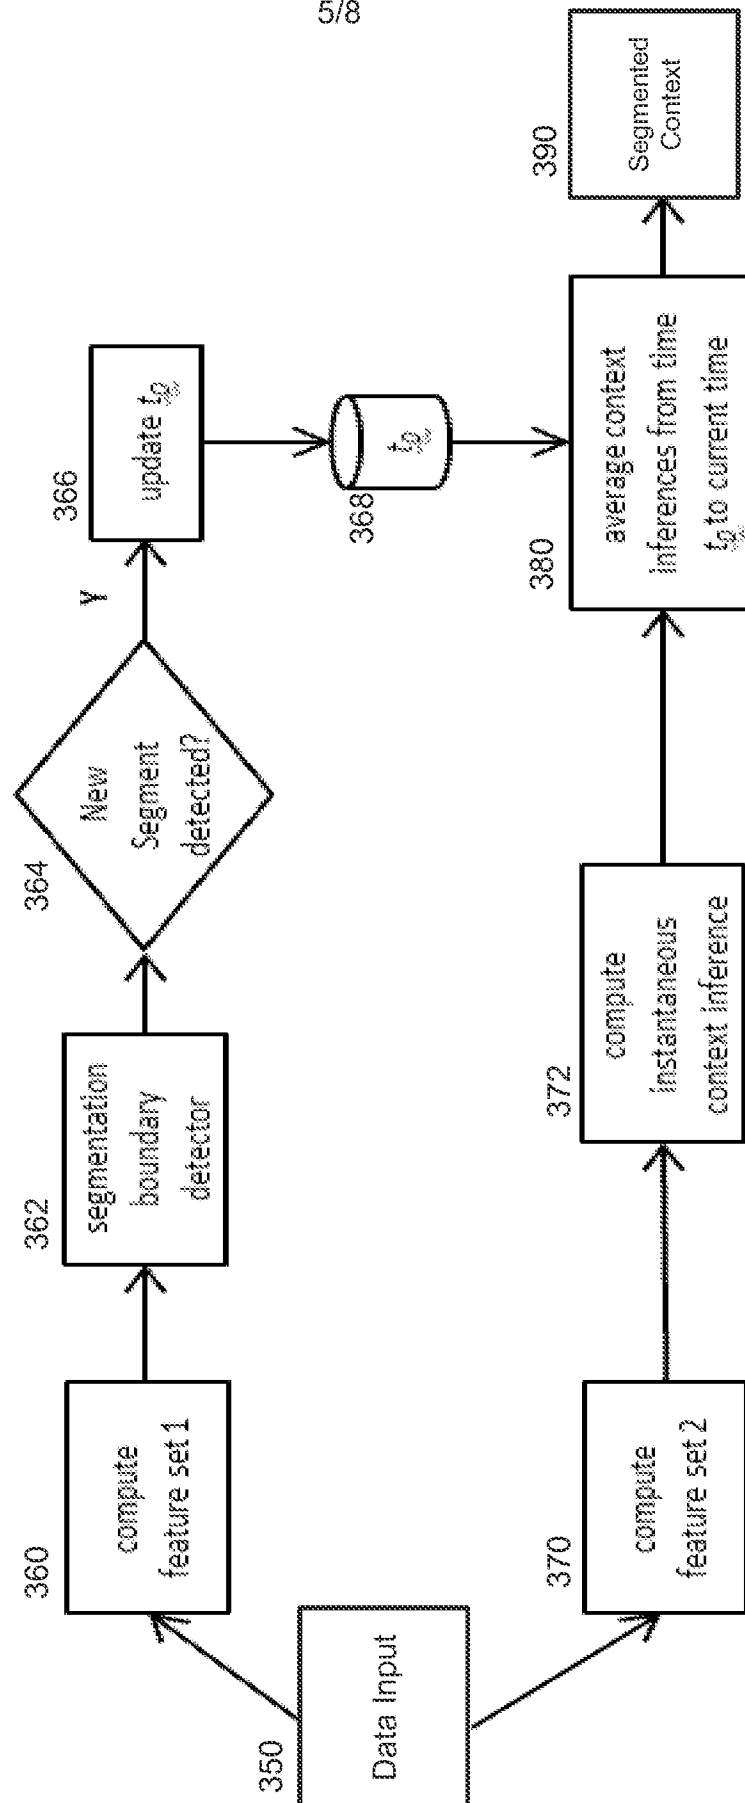 5/8
350
Data Input
360
compute
feature set 1
362
segmentation
boundary
detector
364
New
Segment
detected?
Y
366
update t₀
368
t₀
370
compute
feature set 2
372
compute
instantaneous
context inference
380
average context
inferences from time
t₀ to current time
390
Segmented
Context